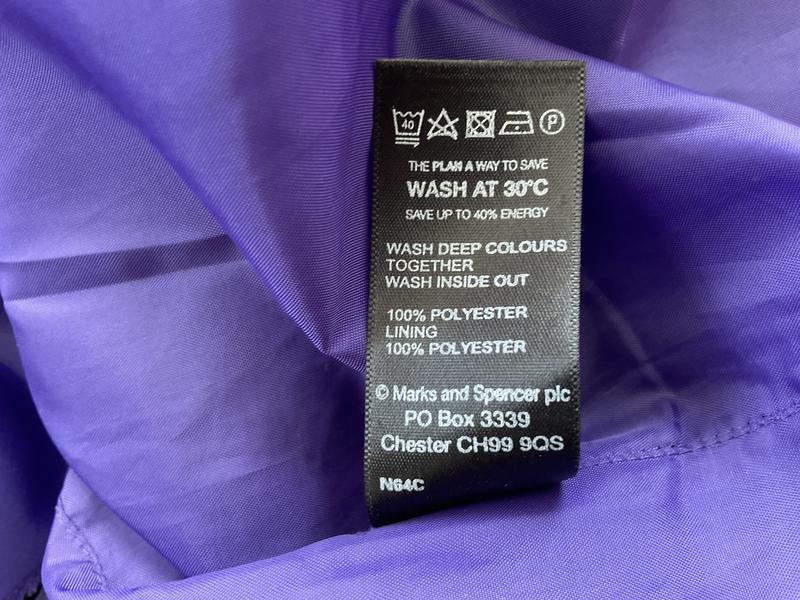 40 P
THE PLAN A WAY TO SAVE
WASH AT 30°C
SAVE UP TO 40% ENERGY
WASH DEEP COLOURS
TOGETHER
WASH INSIDE OUT
100% POLYESTER
LINING
100% POLYESTER
© Marks and Spencer plc
PO Box 3339
Chester CH99 9QS
N64C